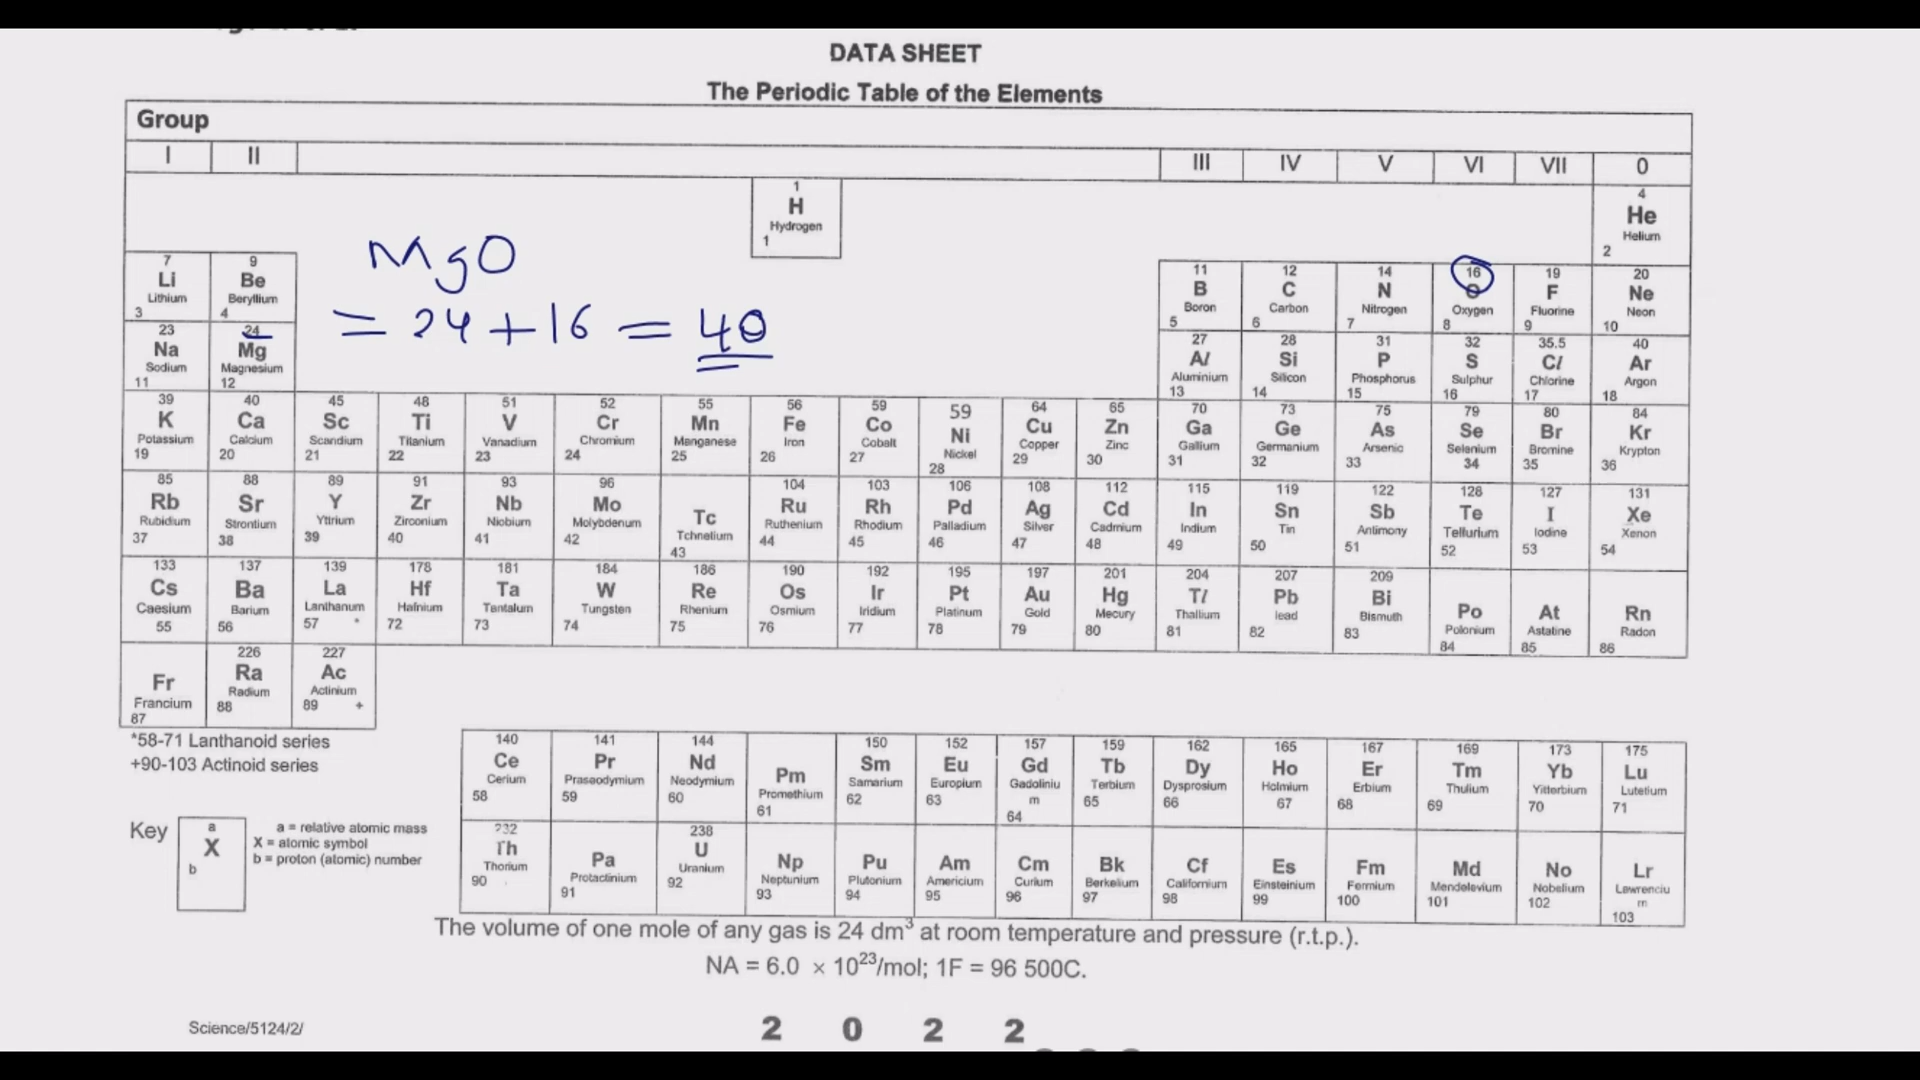 DATA SHEET
The Periodic Table of the Elements
Group
I II III IV V VI VII 0
1 H Hydrogen 1
4 He Helium 2
MgO
= 24 + 16 = 40
7 Li Lithium 3
9 Be Beryllium 4
11 B Boron 5
12 C Carbon 6
14 N Nitrogen 7
16 O Oxygen 8
19 F Fluorine 9
20 Ne Neon 10
23 Na Sodium 11
24 Mg Magnesium 12
27 Al Aluminium 13
28 Si Silicon 14
31 P Phosphorus 15
32 S Sulphur 16
35.5 Cl Chlorine 17
40 Ar Argon 18
39 K Potassium 19
40 Ca Calcium 20
45 Sc Scandium 21
48 Ti Titanium 22
51 V Vanadium 23
52 Cr Chromium 24
55 Mn Manganese 25
56 Fe Iron 26
59 Co Cobalt 27
59 Ni Nickel 28
64 Cu Copper 29
65 Zn Zinc 30
70 Ga Gallium 31
73 Ge Germanium 32
75 As Arsenic 33
79 Se Selenium 34
80 Br Bromine 35
84 Kr Krypton 36
85 Rb Rubidium 37
88 Sr Strontium 38
89 Y Yttrium 39
91 Zr Zirconium 40
93 Nb Niobium 41
96 Mo Molybdenum 42
Tc Tchnetium 43
104 Ru Ruthenium 44
103 Rh Rhodium 45
106 Pd Palladium 46
108 Ag Silver 47
112 Cd Cadmium 48
115 In Indium 49
119 Sn Tin 50
122 Sb Antimony 51
128 Te Tellurium 52
127 I Iodine 53
131 Xe Xenon 54
133 Cs Caesium 55
137 Ba Barium 56
139 La Lanthanum 57 *
178 Hf Hafnium 72
181 Ta Tantalum 73
184 W Tungsten 74
186 Re Rhenium 75
190 Os Osmium 76
192 Ir Iridium 77
195 Pt Platinum 78
197 Au Gold 79
201 Hg Mecury 80
204 Tl Thallium 81
207 Pb lead 82
209 Bi Bismuth 83
Po Polonium 84
At Astatine 85
Rn Radon 86
Fr Francium 87
226 Ra Radium 88
227 Ac Actinium 89 +
*58-71 Lanthanoid series
+90-103 Actinoid series
140 Ce Cerium 58
141 Pr Praseodymium 59
144 Nd Neodymium 60
Pm Promethium 61
150 Sm Samarium 62
152 Eu Europium 63
157 Gd Gadoliniu m 64
159 Tb Terbium 65
162 Dy Dysprosium 66
165 Ho Holmium 67
167 Er Erbium 68
169 Tm Thulium 69
173 Yb Yitterbium 70
175 Lu Lutetium 71
232 Th Thorium 90
Pa Protactinium 91
238 U Uranium 92
Np Neptunium 93
Pu Plutonium 94
Am Americium 95
Cm Curium 96
Bk Berkelium 97
Cf Californium 98
Es Einsteinium 99
Fm Fermium 100
Md Mendelevium 101
No Nobelium 102
Lr Lawrenciu m 103
Key a X b
a = relative atomic mass
X = atomic symbol
b = proton (atomic) number
The volume of one mole of any gas is 24 dm³ at room temperature and pressure (r.t.p.).
NA = 6.0 × 10²³/mol; 1F = 96 500C.
Science/5124/2/
2 0 2 2